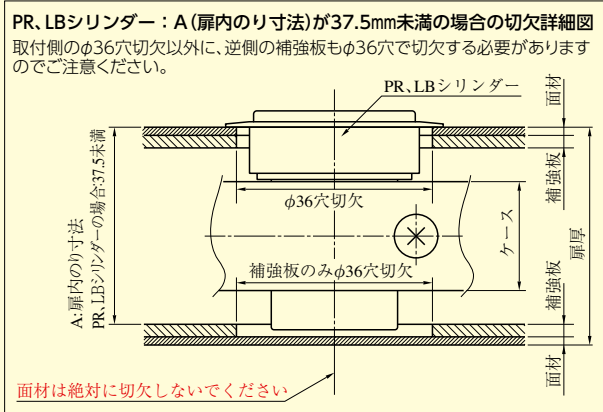 PR、LBシリンダー：A（扉内のり寸法）が37.5mm未満の場合の切欠詳細図
取付側のφ36穴切欠以外に、逆側の補強板もφ36穴で切欠する必要があります
のでご注意ください。
PR、LBシリンダー
面材
補強板
φ36穴切欠
ケース
扉厚
A:扉内のり寸法
PR、LBシリンダーの場合:37.5未満
補強板のみφ36穴切欠
補強板
面材
面材は絶対に切欠しないでください